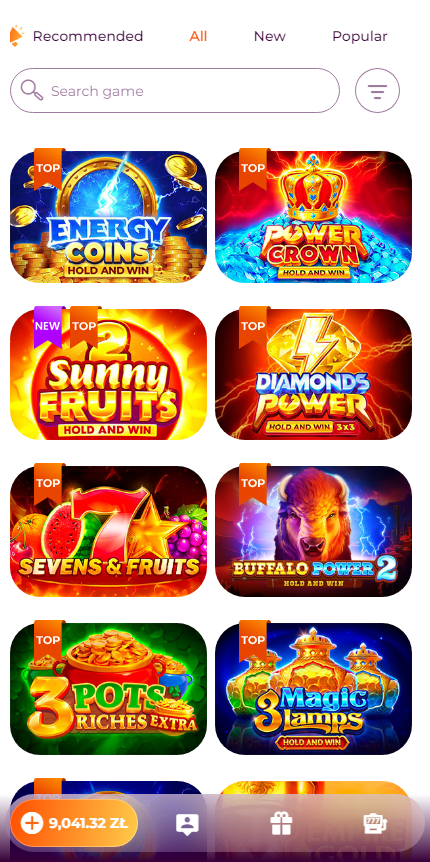 Recommended All New Popular
Search game
TOP
ENERGY
COINS
HOLD AND WIN
TOP
POWER
CROWN
HOLD AND WIN
NEW TOP
2
Sunny
FRUITS
HOLD AND WIN
TOP
DIAMONDS
POWER
HOLD AND WIN 3x3
TOP
7
SEVENS & FRUITS
TOP
BUFFALO POWER 2
HOLD AND WIN
TOP
3 POTS
RICHES EXTRA
TOP
3 Magic
Lamps
HOLD AND WIN
TOP
9,041.32 ZŁ
777